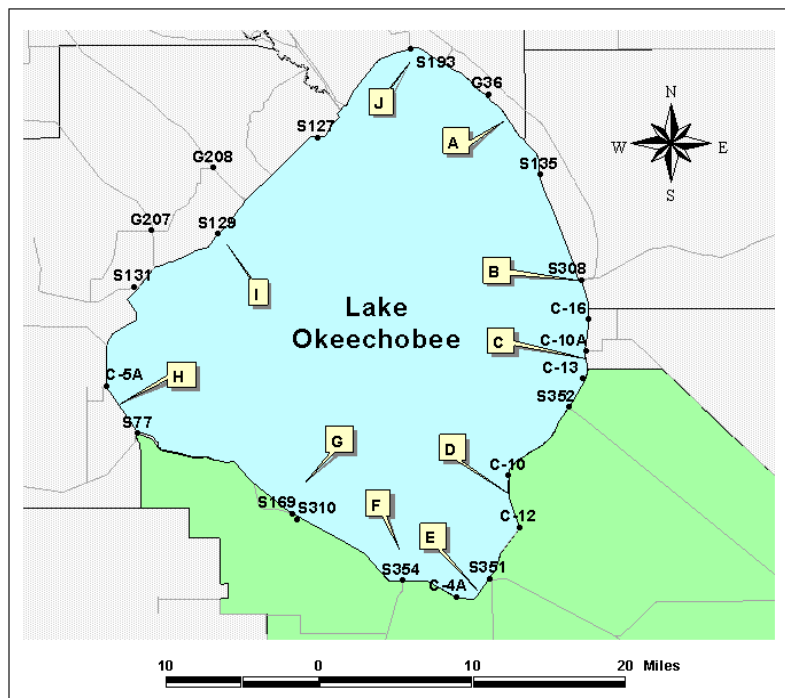 S193
J
G36
N
S127
A
W
E
G208
S135
S
G207
S129
B
S308
S131
I
Lake
Okeechobee
C-16
C
C-10A
C-5A
H
C-13
S352
S77
G
D
C-10
S169
S310
F
C-12
E
S354
S351
C-4A
10
0
10
20
Miles